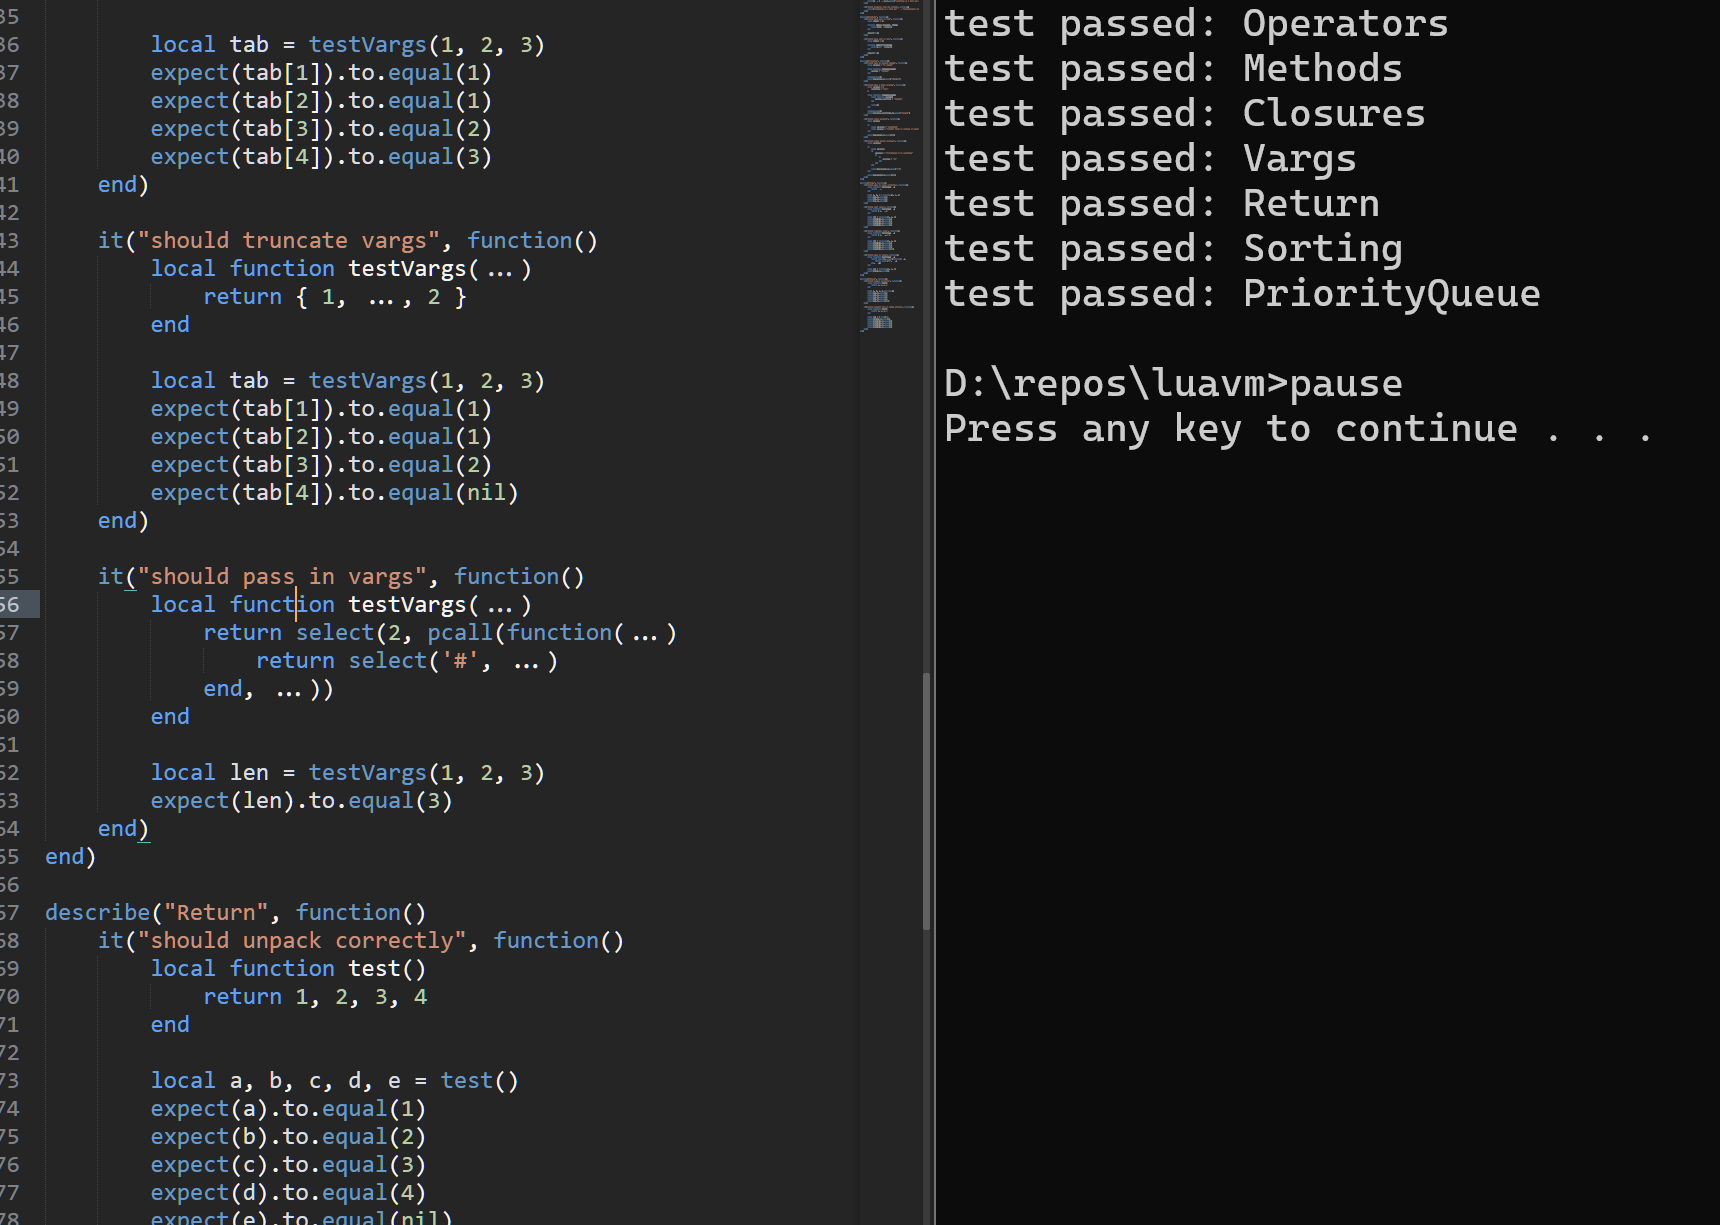 35
36 local tab = testVargs(1, 2, 3)
37 expect(tab[1]).to.equal(1)
38 expect(tab[2]).to.equal(1)
39 expect(tab[3]).to.equal(2)
40 expect(tab[4]).to.equal(3)
41 end)
42
43 it("should truncate vargs", function()
44 local function testVargs(...)
45 return { 1, ..., 2 }
46 end
47
48 local tab = testVargs(1, 2, 3)
49 expect(tab[1]).to.equal(1)
50 expect(tab[2]).to.equal(1)
51 expect(tab[3]).to.equal(2)
52 expect(tab[4]).to.equal(nil)
53 end)
54
55 it("should pass in vargs", function()
56 local function testVargs(...)
57 return select(2, pcall(function(...)
58 return select('#', ...)
59 end, ...))
60 end
61
62 local len = testVargs(1, 2, 3)
63 expect(len).to.equal(3)
64 end)
65 end)
66
67 describe("Return", function()
68 it("should unpack correctly", function()
69 local function test()
70 return 1, 2, 3, 4
71 end
72
73 local a, b, c, d, e = test()
74 expect(a).to.equal(1)
75 expect(b).to.equal(2)
76 expect(c).to.equal(3)
77 expect(d).to.equal(4)
78 expect(e).to.equal(nil)
test passed: Operators
test passed: Methods
test passed: Closures
test passed: Vargs
test passed: Return
test passed: Sorting
test passed: PriorityQueue
D:\repos\luavm>pause
Press any key to continue . . .